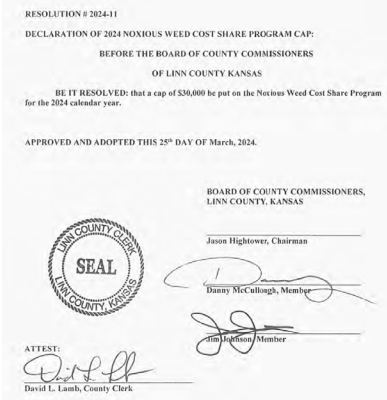 RESOLUTION # 2024-11
DECLARATION OF 2024 NOXIOUS WEED COST SHARE PROGRAM CAP:
BEFORE THE BOARD OF COUNTY COMMISSIONERS
OF LINN COUNTY KANSAS
BE IT RESOLVED: that a cap of $30,000 be put on the Noxious Weed Cost Share Program
for the 2024 calendar year.
APPROVED AND ADOPTED THIS 25th DAY OF March, 2024.
BOARD OF COUNTY COMMISSIONERS,
LINN COUNTY, KANSAS
Jason Hightower, Chairman
LINN COUNTY CLERK
SEAL
LINN COUNTY, KANSAS
Danny McCullough, Member
Jim Johnson, Member
ATTEST:
David L. Lamb, County Clerk